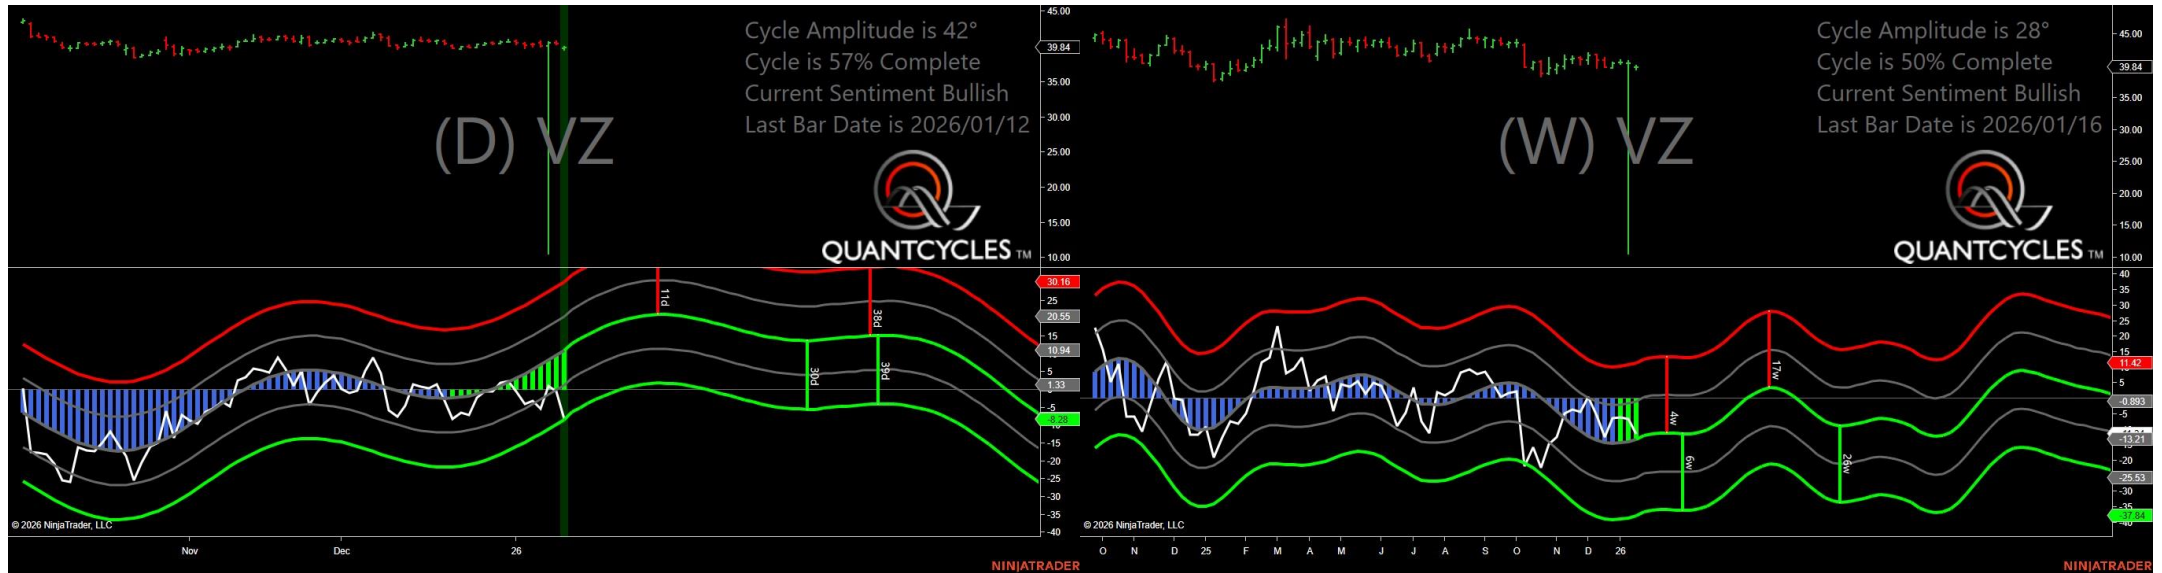 45.00
Cycle Amplitude is 42°
39.84
Cycle is 57% Complete
35.00
Current Sentiment Bullish
30.00
Last Bar Date is 2026/01/12
(D) VZ
25.00
20.00
15.00
QUANTCYCLES TM
10.00
30.16
11d
38d
25
20.55
15
10.94
30d
39d
5
1.33
-5
-8.28
-15
-20
-25
-30
-35
-40
© 2026 NinjaTrader, LLC
Nov
Dec
26
NINJATRADER
Cycle Amplitude is 28°
45.00
Cycle is 50% Complete
39.84
Current Sentiment Bullish
35.00
Last Bar Date is 2026/01/16
30.00
(W) VZ
25.00
20.00
15.00
QUANTCYCLES TM
10.00
40
35
30
25
20
15
11.42
17w
5
-0.893
4w
-5
-13.21
6w
26w
-20
-25.53
-30
-37.84
© 2026 NinjaTrader, LLC
O N D 25 F M A M J J A S O N D 26
NINJATRADER